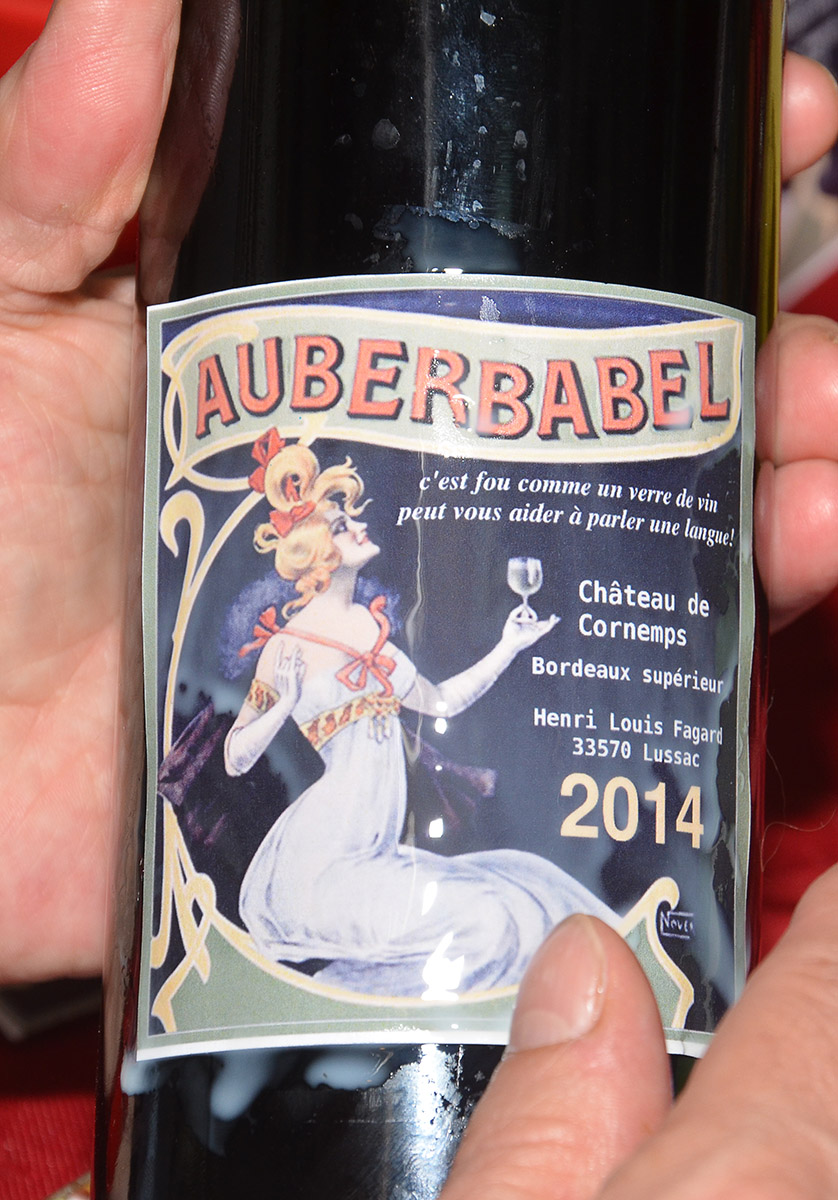 AUBERBABEL
c'est fou comme un verre de vin
peut vous aider à parler une langue!
Château de
Cornemps
Bordeaux supérieur
Henri Louis Fagard
33570 Lussac
2014